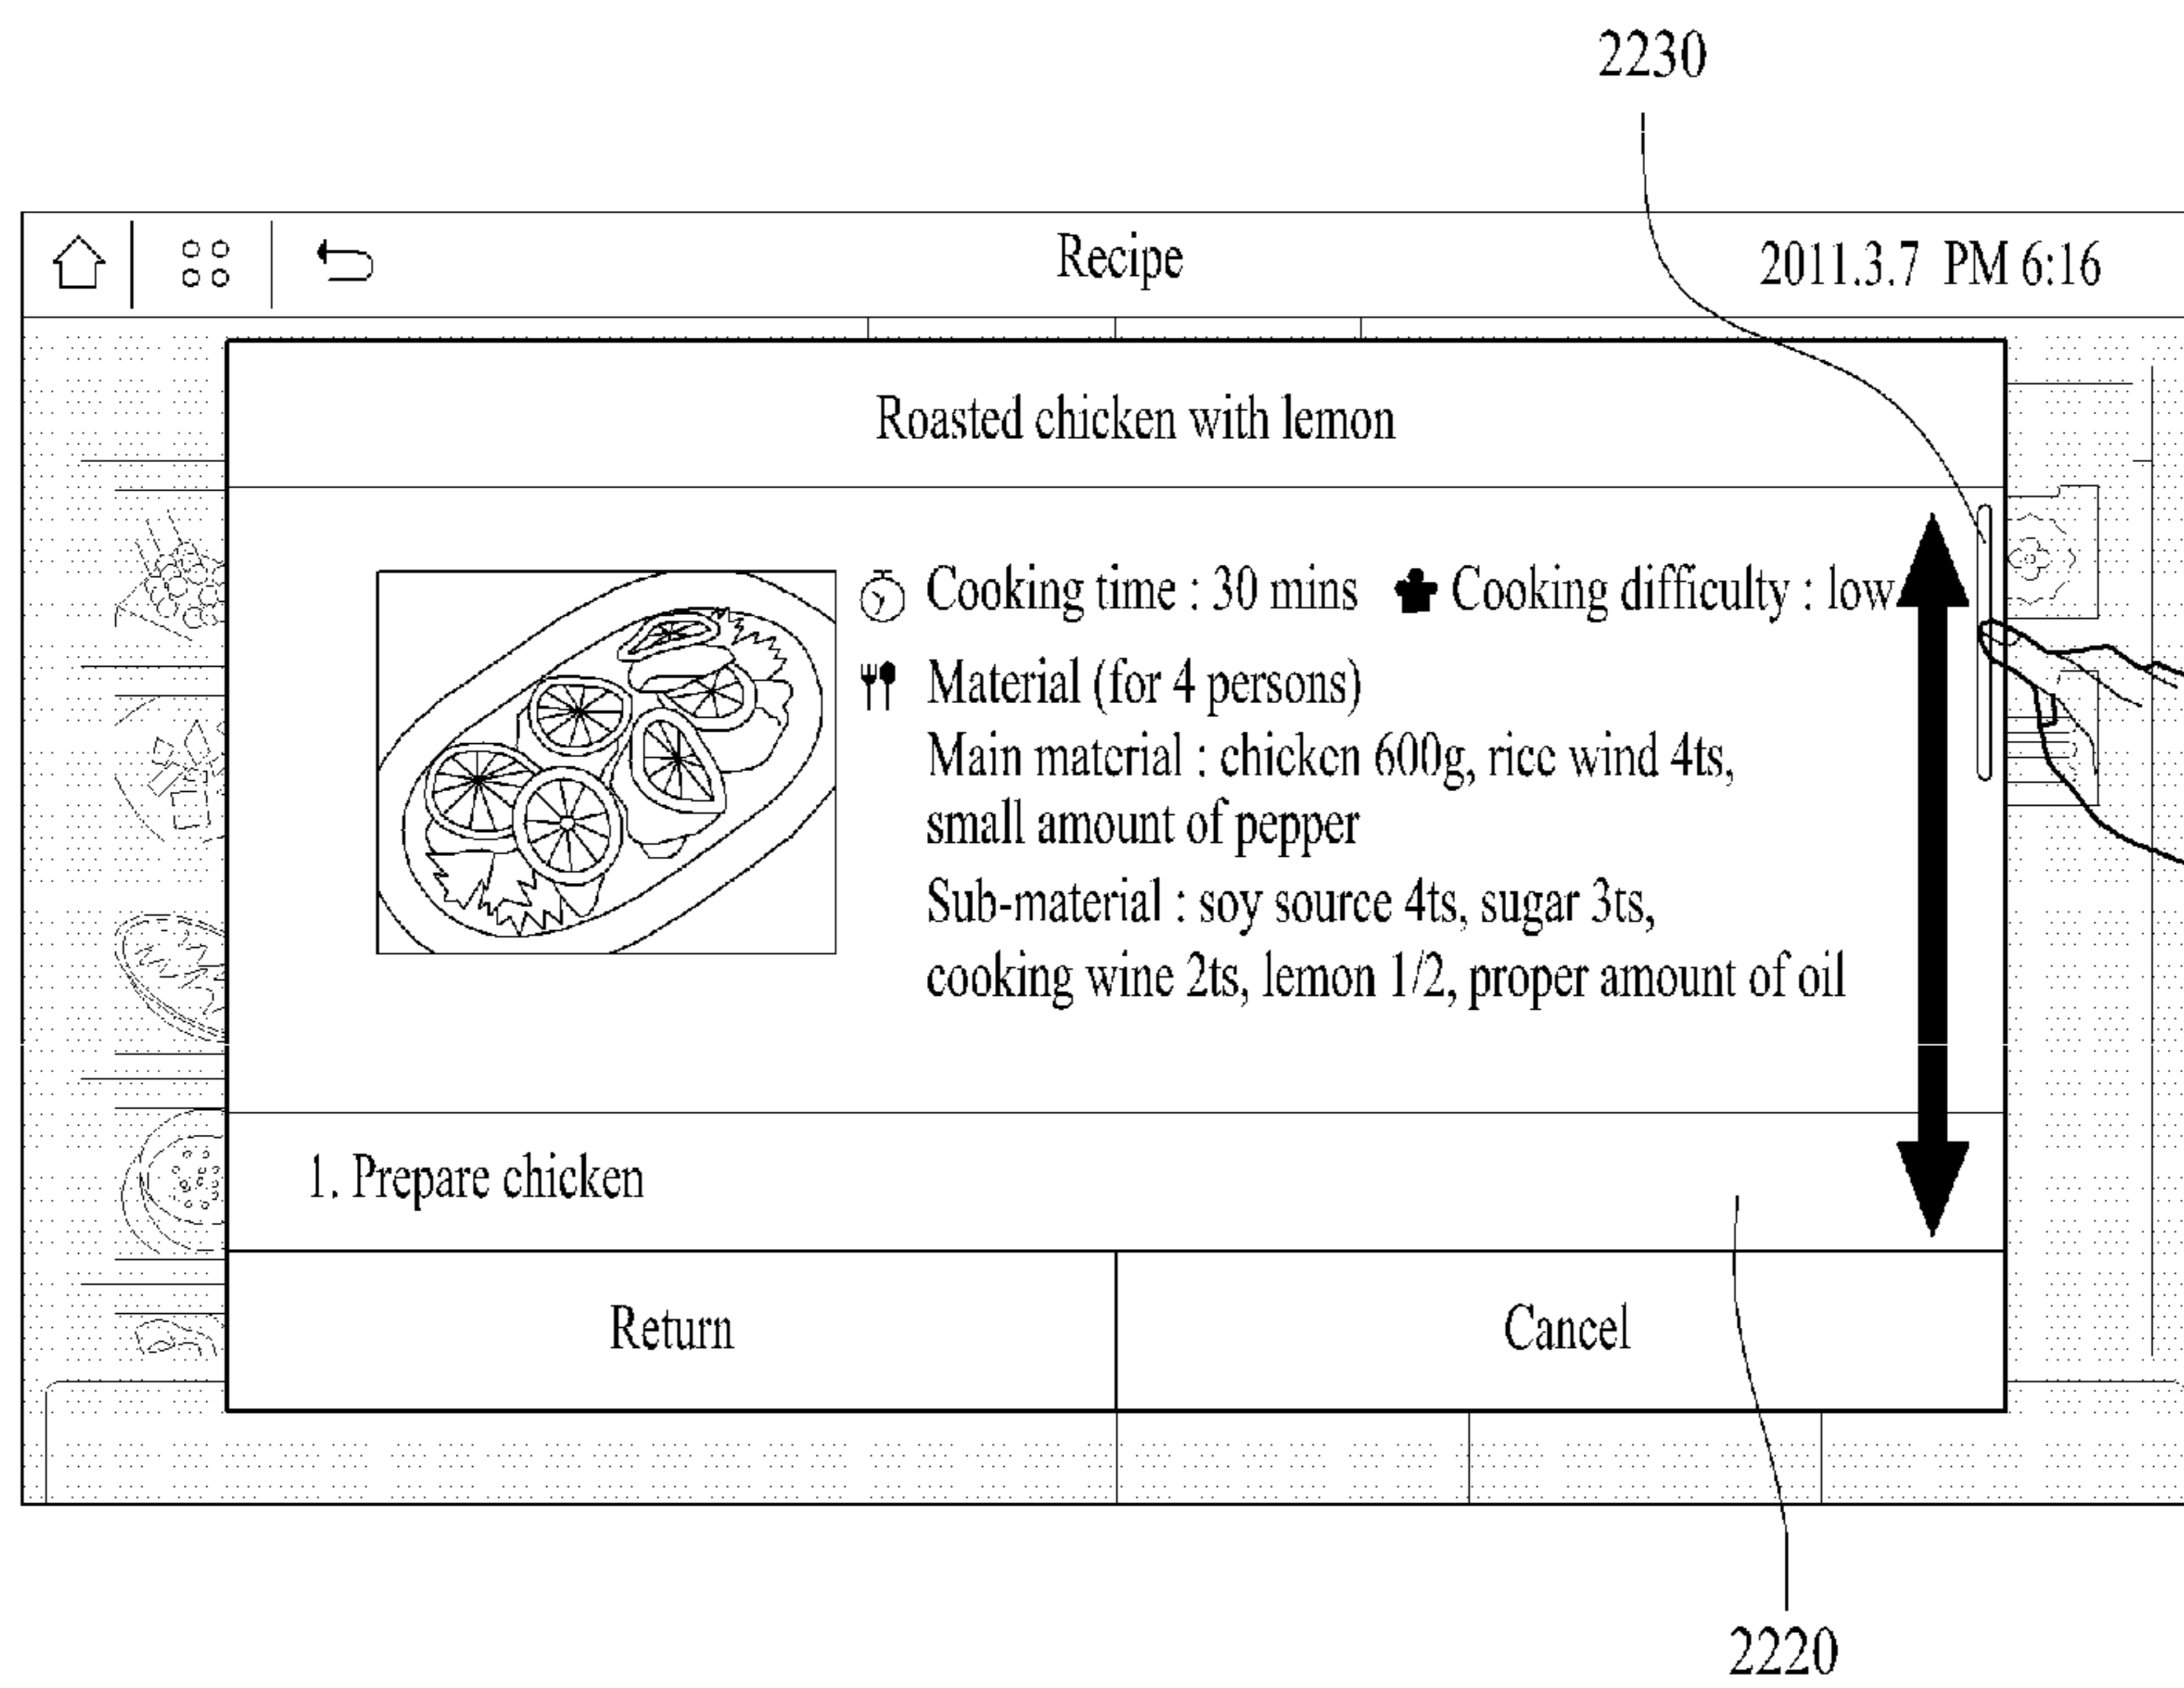 2230
Recipe
2011.3.7 PM 6:16
Roasted chicken with lemon
Cooking time : 30 mins Cooking difficulty : low
Material (for 4 persons)
Main material : chicken 600g, rice wind 4ts,
small amount of pepper
Sub-material : soy source 4ts, sugar 3ts,
cooking wine 2ts, lemon 1/2, proper amount of oil
1. Prepare chicken
Return Cancel
2220